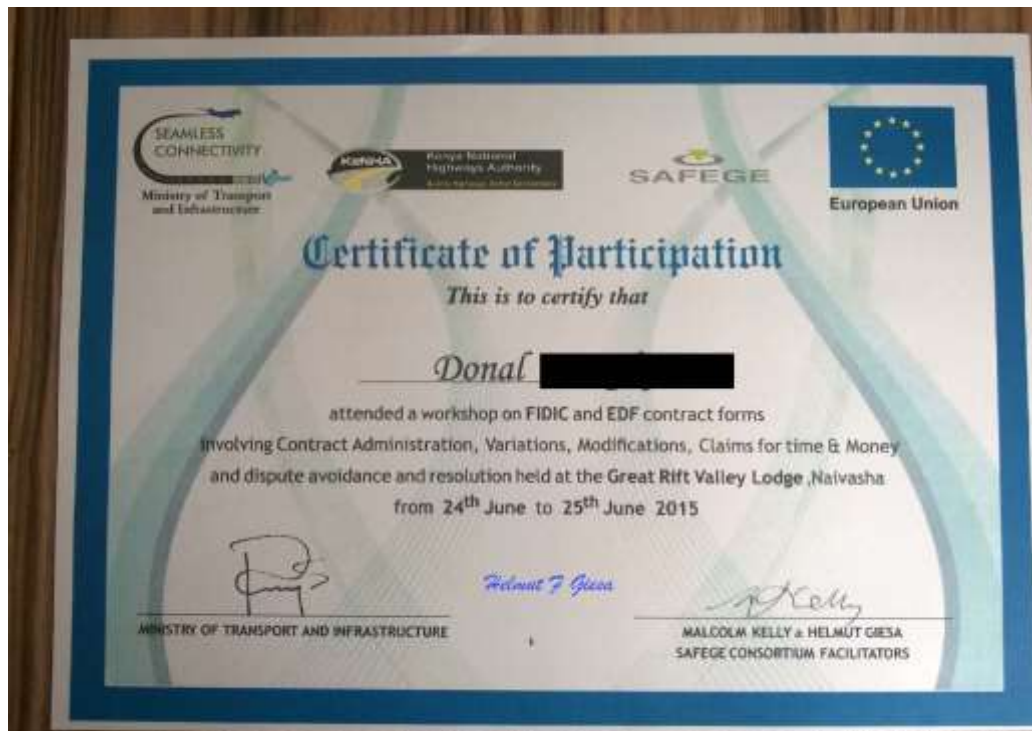 SEAMLESS
CONNECTIVITY
Ministry of Transport
and Infrastructure
KeNHA
Kenya National
Highways Authority
SAFEGE
European Union
Certificate of Participation
This is to certify that
Donal
attended a workshop on FIDIC and EDF contract forms
involving Contract Administration, Variations, Modifications, Claims for time & Money
and dispute avoidance and resolution held at the Great Rift Valley Lodge ,Naivasha
from 24th June to 25th June 2015
Helmut F Giesa
MINISTRY OF TRANSPORT AND INFRASTRUCTURE
Kelly
MALCOLM KELLY & HELMUT GIESA
SAFEGE CONSORTIUM FACILITATORS